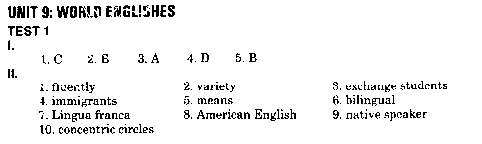 UNIT 9: WORLD ENGLISHES
TEST 1
I.
1. C 2. B 3. A 4. D 5. B
II.
1. fluently 2. variety 3. exchange students
4. immigrants 5. means 6. bilingual
7. Lingua franca 8. American English 9. native speaker
10. concentric circles